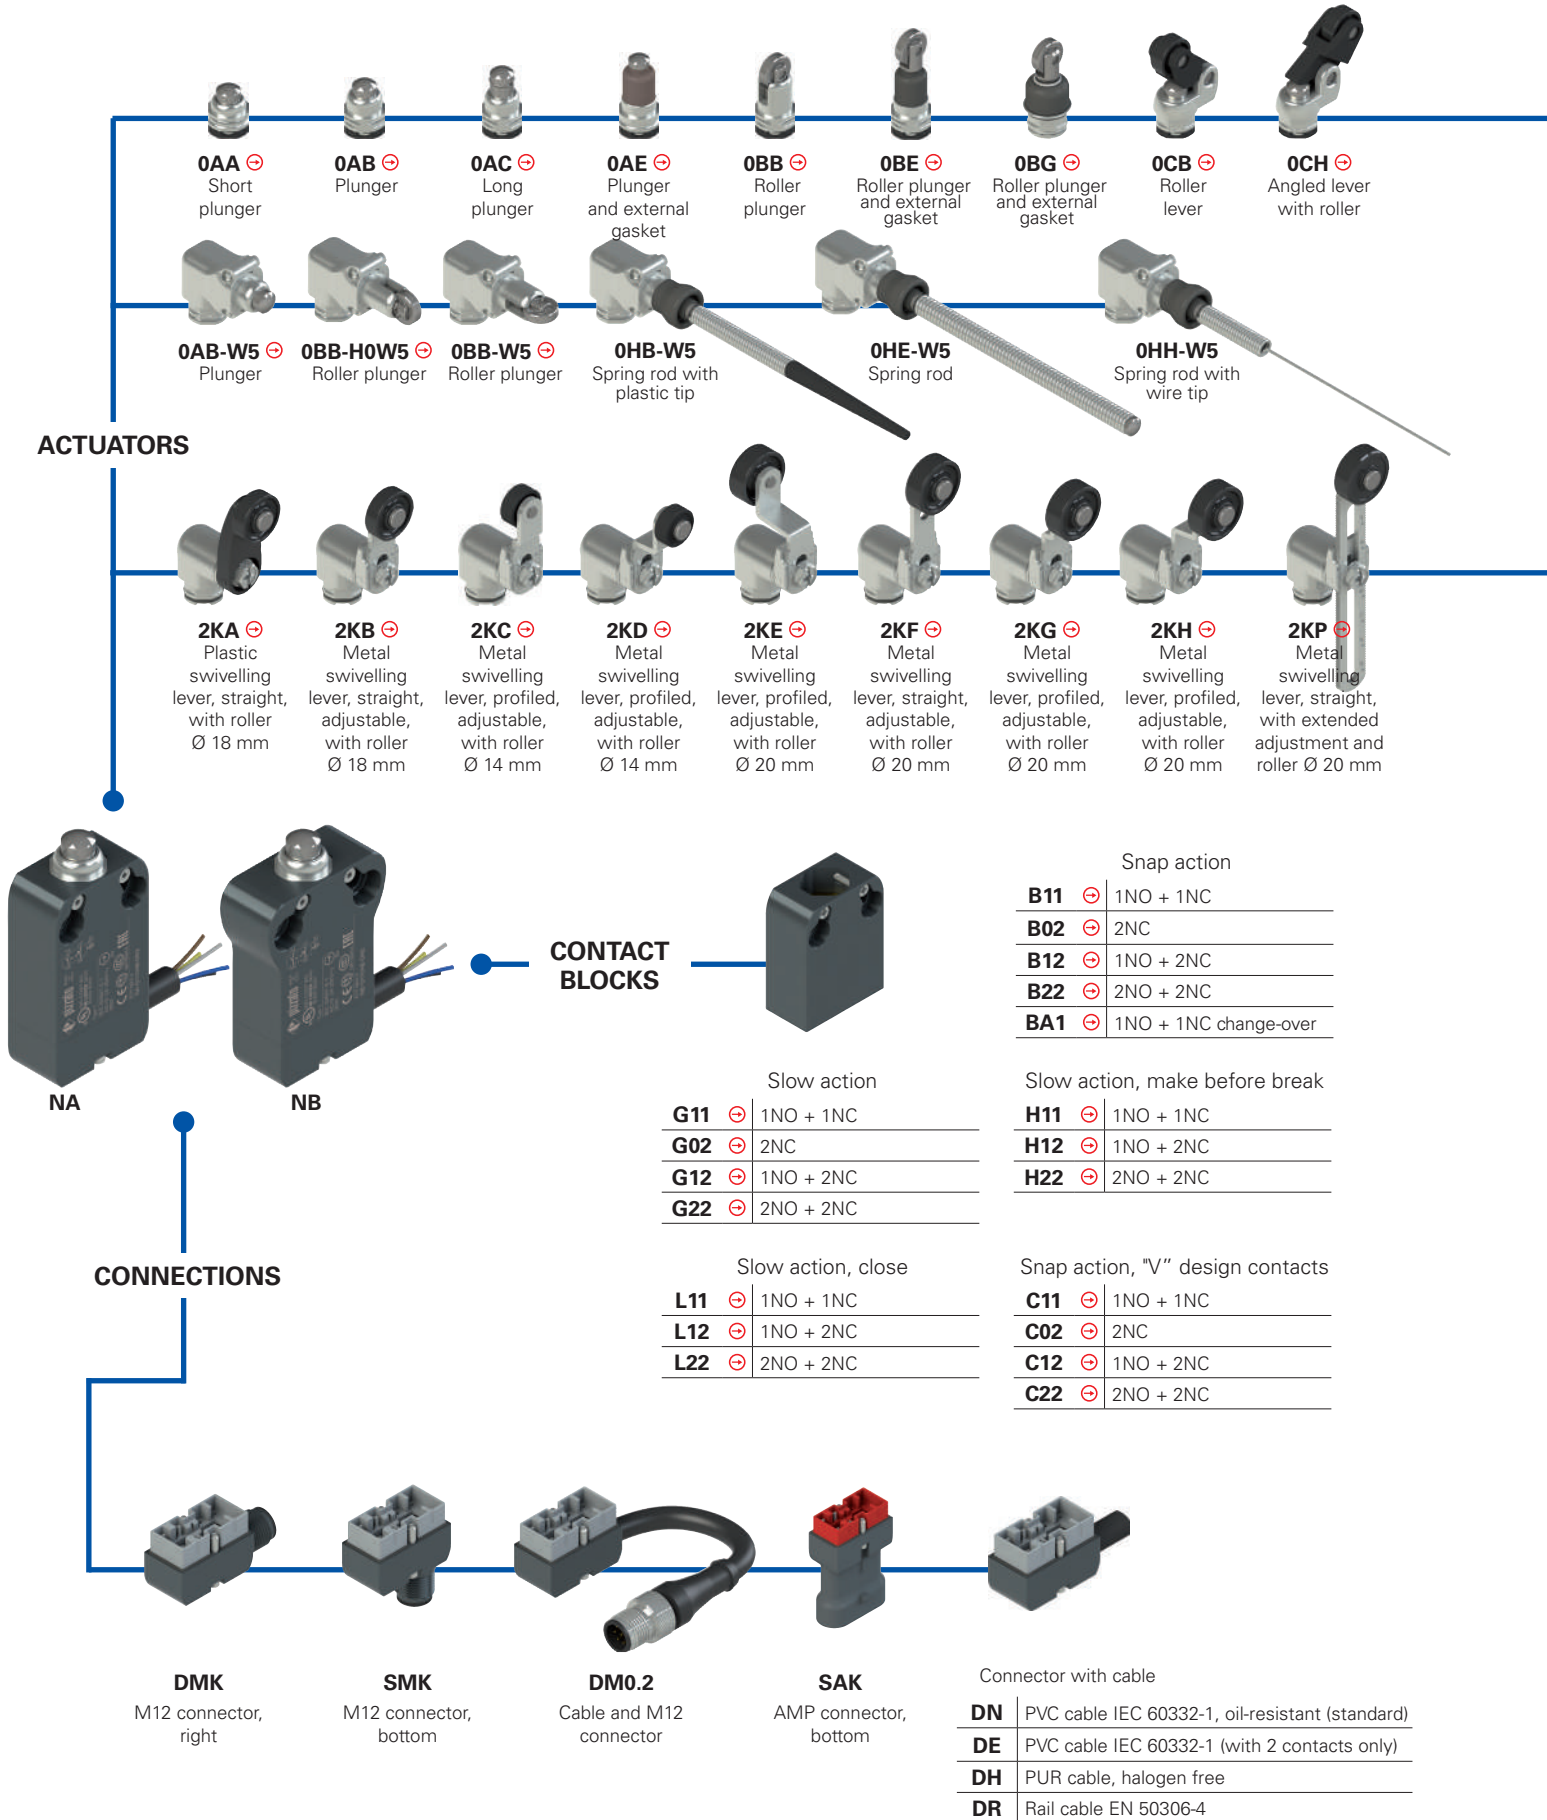 0AA
Short
plunger
0AB
Plunger
0AC
Long
plunger
0AE
Plunger
and external
gasket
0BB
Roller
plunger
0BE
Roller plunger
and external
gasket
0BG
Roller plunger
and external
gasket
0CB
Roller
lever
0CH
Angled lever
with roller
0AB-W5
Plunger
0BB-H0W5
Roller plunger
0BB-W5
Roller plunger
0HB-W5
Spring rod with
plastic tip
0HE-W5
Spring rod
0HH-W5
Spring rod with
wire tip
ACTUATORS
2KA
Plastic
swivelling
lever, straight,
with roller
Ø 18 mm
2KB
Metal
swivelling
lever, straight,
adjustable,
with roller
Ø 18 mm
2KC
Metal
swivelling
lever, profiled,
adjustable,
with roller
Ø 14 mm
2KD
Metal
swivelling
lever, profiled,
adjustable,
with roller
Ø 14 mm
2KE
Metal
swivelling
lever, profiled,
adjustable,
with roller
Ø 20 mm
2KF
Metal
swivelling
lever, straight,
adjustable,
with roller
Ø 20 mm
2KG
Metal
swivelling
lever, profiled,
adjustable,
with roller
Ø 20 mm
2KH
Metal
swivelling
lever, profiled,
adjustable,
with roller
Ø 20 mm
2KP
Metal
swivelling
lever, straight,
with extended
adjustment and
roller Ø 20 mm
NA
NB
CONTACT
BLOCKS
Snap action
B11 1NO + 1NC
B02 2NC
B12 1NO + 2NC
B22 2NO + 2NC
BA1 1NO + 1NC change-over
Slow action
G11 1NO + 1NC
G02 2NC
G12 1NO + 2NC
G22 2NO + 2NC
Slow action, make before break
H11 1NO + 1NC
H12 1NO + 2NC
H22 2NO + 2NC
Slow action, close
L11 1NO + 1NC
L12 1NO + 2NC
L22 2NO + 2NC
Snap action, "V" design contacts
C11 1NO + 1NC
C02 2NC
C12 1NO + 2NC
C22 2NO + 2NC
CONNECTIONS
DMK
M12 connector,
right
SMK
M12 connector,
bottom
DM0.2
Cable and M12
connector
SAK
AMP connector,
bottom
Connector with cable
DN PVC cable IEC 60332-1, oil-resistant (standard)
DE PVC cable IEC 60332-1 (with 2 contacts only)
DH PUR cable, halogen free
DR Rail cable EN 50306-4